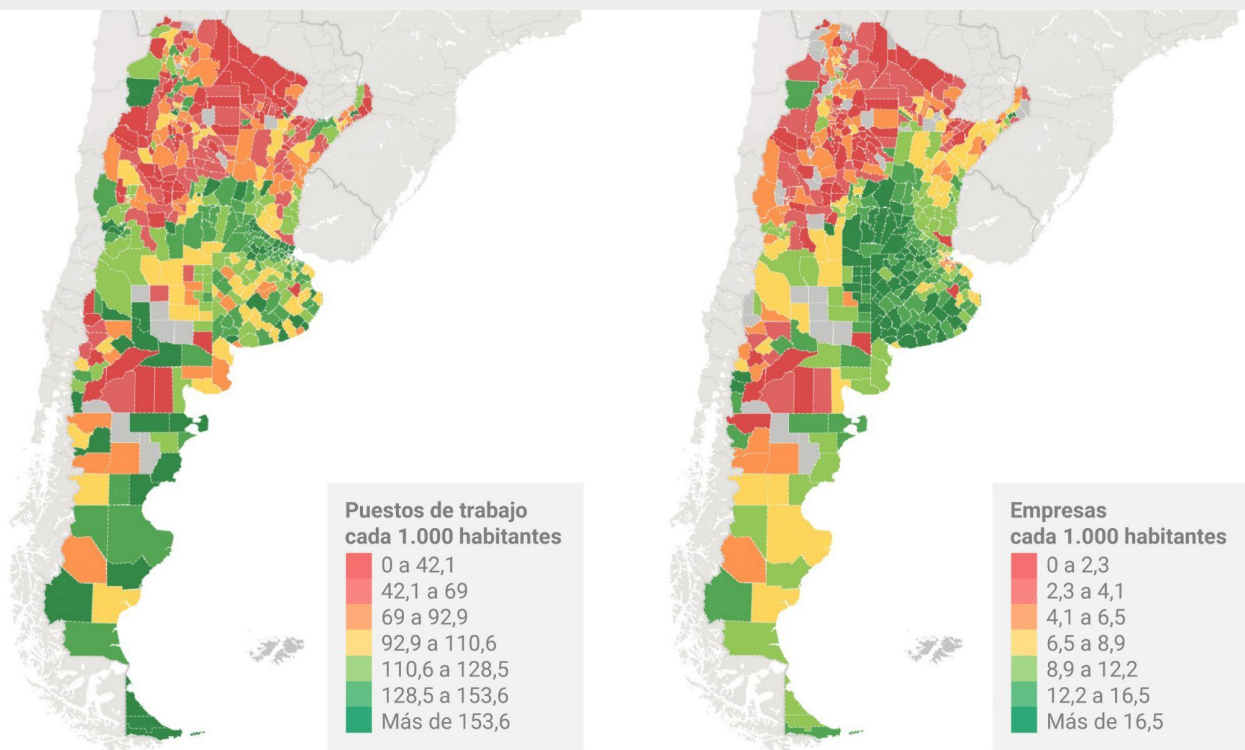 Puestos de trabajo
cada 1.000 habitantes
0 a 42,1
42,1 a 69
69 a 92,9
92,9 a 110,6
110,6 a 128,5
128,5 a 153,6
Más de 153,6
Empresas
cada 1.000 habitantes
0 a 2,3
2,3 a 4,1
4,1 a 6,5
6,5 a 8,9
8,9 a 12,2
12,2 a 16,5
Más de 16,5